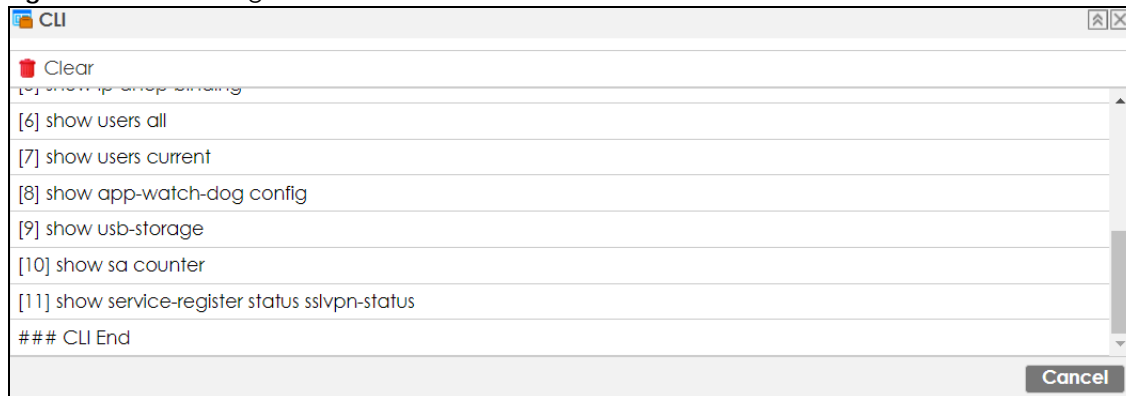 CLI
Clear
[6] show users all
[7] show users current
[8] show app-watch-dog config
[9] show usb-storage
[10] show sa counter
[11] show service-register status sslvpn-status
### CLI End
Cancel